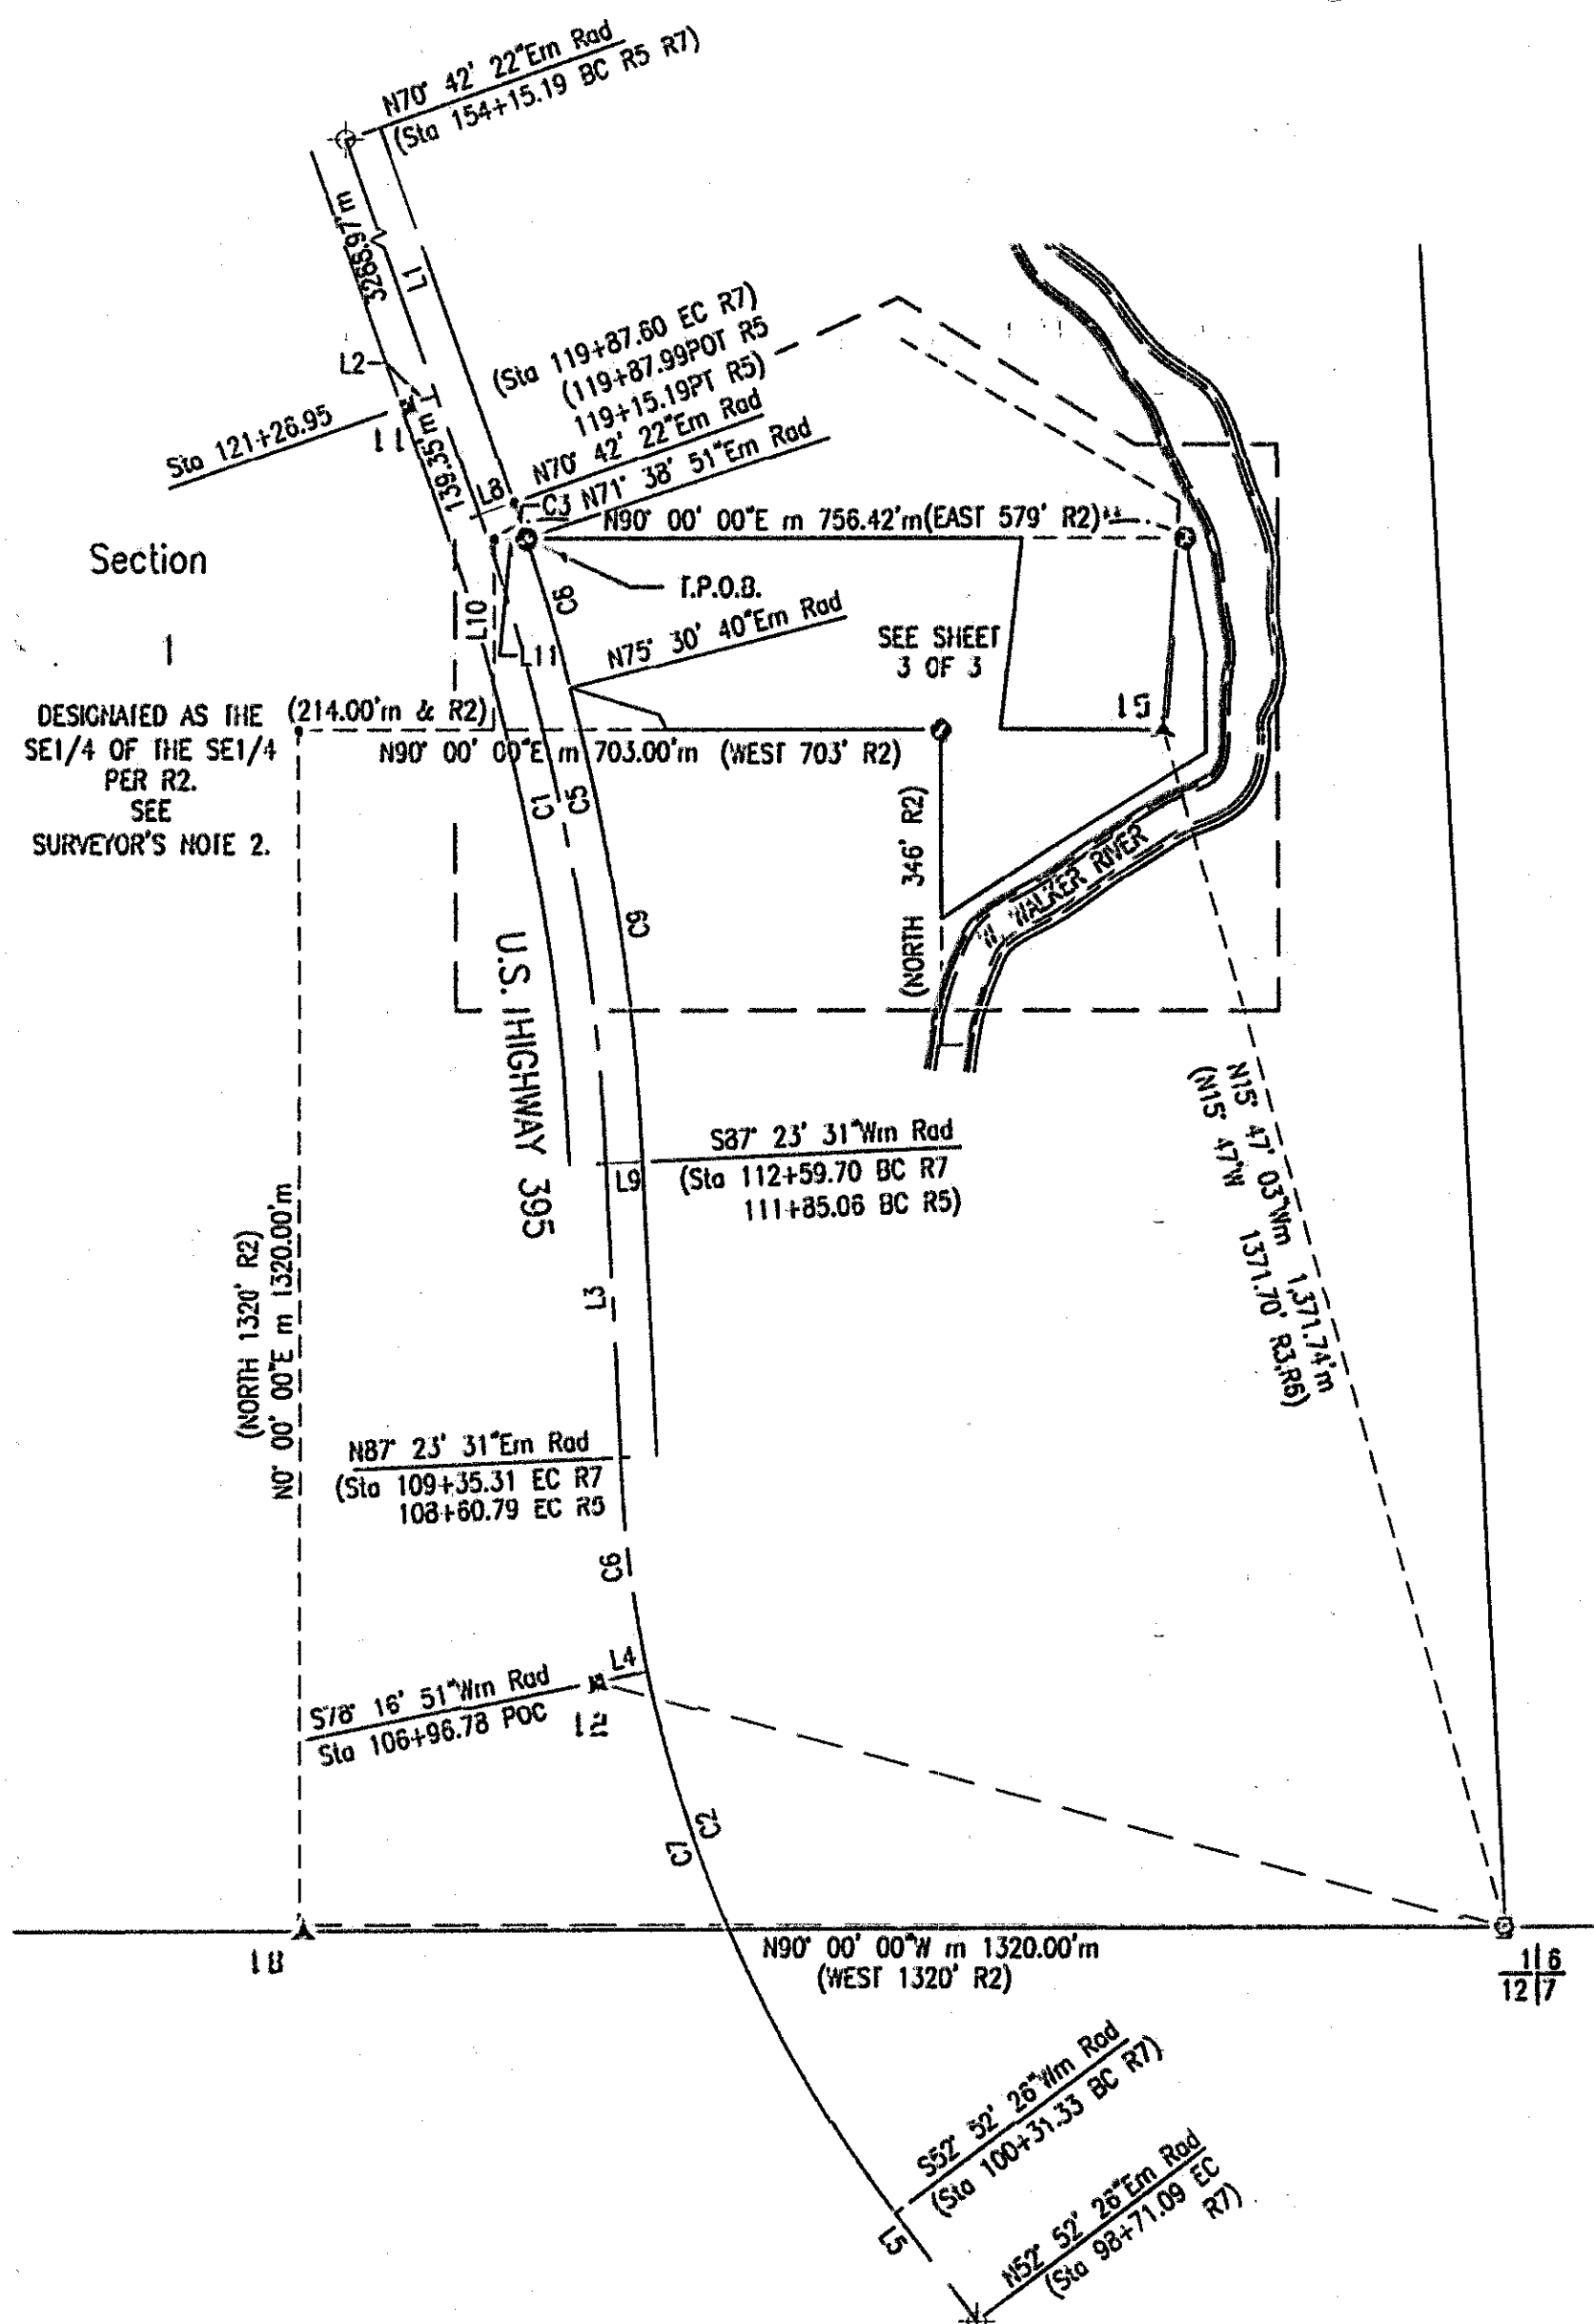 N70° 42' 22"Em Rad
(Sta 154+15.19 BC R5 R7)
L1
L2
Sta 121+26.95
11
139.35'm
(Sta 119+87.60 EC R7)
(119+87.99POT R5
119+15.19PT R5)
N70° 42' 22"Em Rad
N71° 38' 51"Em Rad
L8
C3
N90° 00' 00"E m 756.42'm(EAST 579' R2)
Section
1
T.P.O.B.
C6
L10
L11
N75° 30' 40"Em Rad
SEE SHEET
3 OF 3
15
DESIGNATED AS THE
SE1/4 OF THE SE1/4
PER R2.
SEE
SURVEYOR'S NOTE 2.
(214.00'm & R2)
N90° 00' 00"E m 703.00'm (WEST 703' R2)
C1
C5
C9
(NORTH 346' R2)
W WALKER RIVER
U.S. HIGHWAY 395
N15° 47' 03"Wm 1,371.74'm
(N15° 47'W 1371.70' R3,R6)
S87° 23' 31"Wm Rad
(Sta 112+59.70 BC R7
111+85.06 BC R5)
L9
L3
(NORTH 1320' R2)
N0° 00' 00"E m 1320.00'm
N87° 23' 31"Em Rad
(Sta 109+35.31 EC R7
108+60.79 EC R5
C6
L4
S78° 16' 51"Wm Rad
Sta 106+96.78 POC
12
C2
C7
18
N90° 00' 00"W m 1320.00'm
(WEST 1320' R2)
1|6
12|7
S52° 52' 26"Wm Rad
(Sta 100+31.33 BC R7)
L5
N52° 52' 26"Em Rad
(Sta 98+71.09 EC
R7)